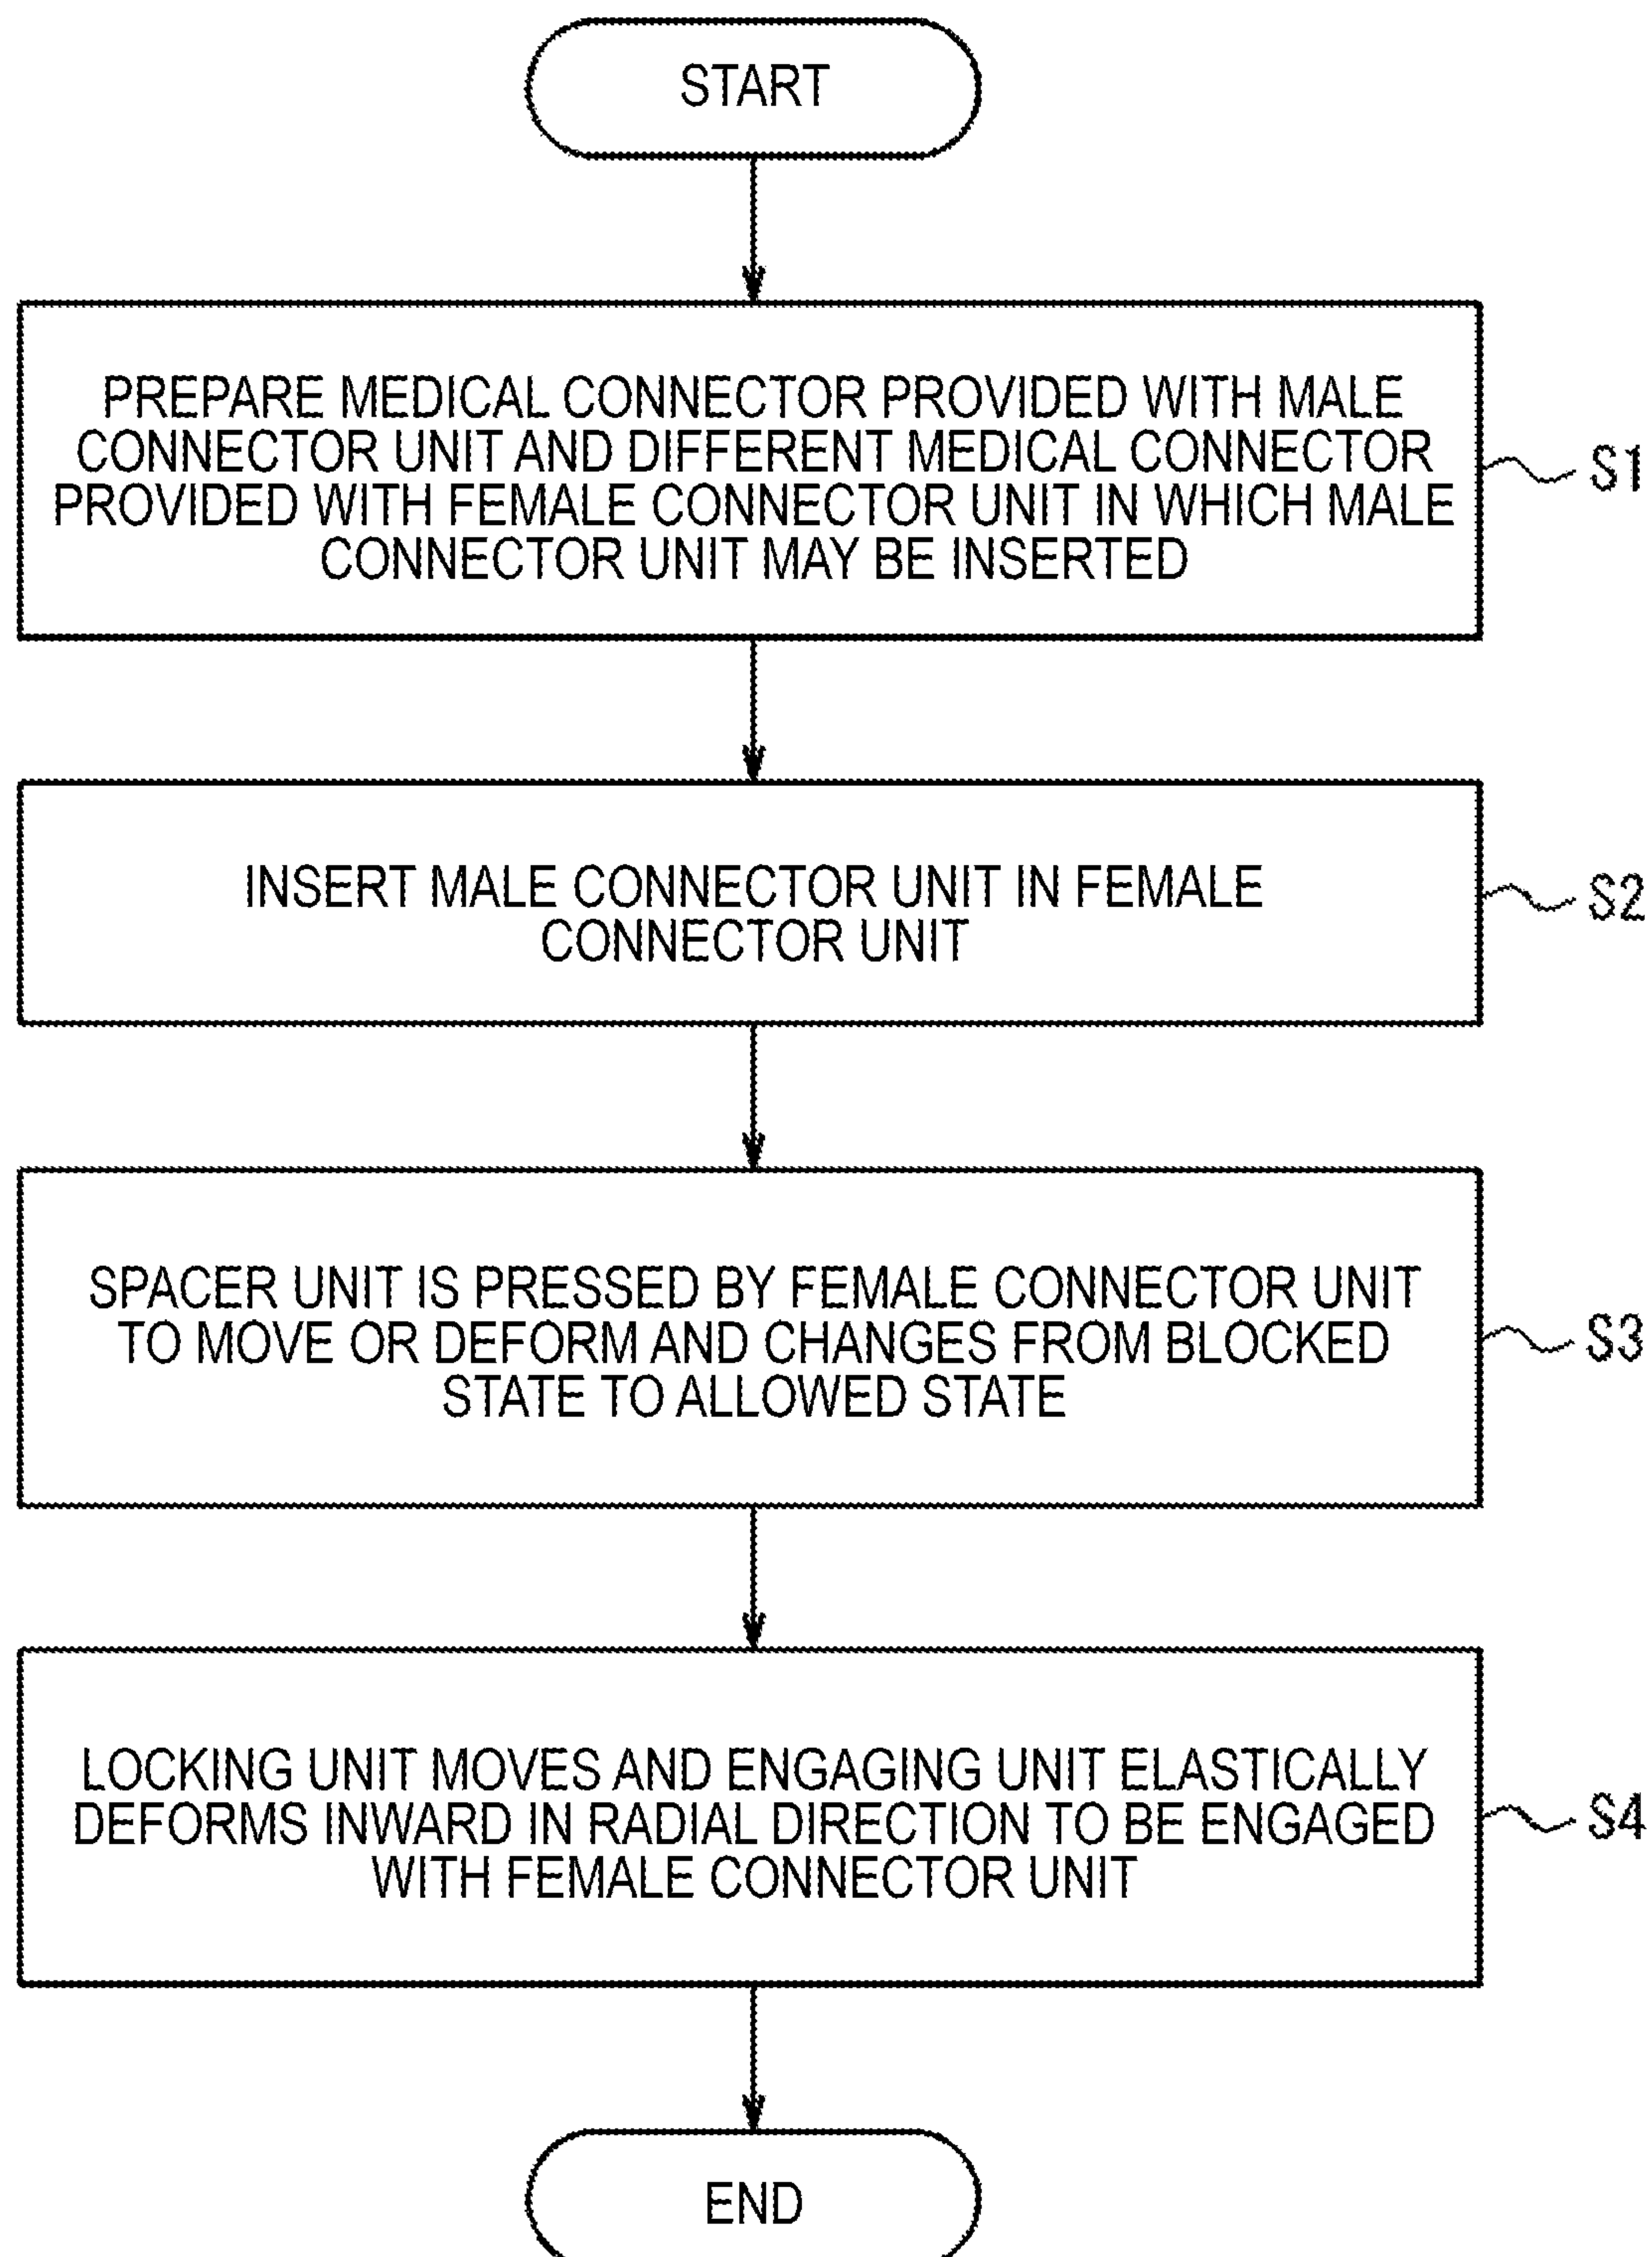 START
PREPARE MEDICAL CONNECTOR PROVIDED WITH MALE
CONNECTOR UNIT AND DIFFERENT MEDICAL CONNECTOR
PROVIDED WITH FEMALE CONNECTOR UNIT IN WHICH MALE
CONNECTOR UNIT MAY BE INSERTED
S1
INSERT MALE CONNECTOR UNIT IN FEMALE
CONNECTOR UNIT
S2
SPACER UNIT IS PRESSED BY FEMALE CONNECTOR UNIT
TO MOVE OR DEFORM AND CHANGES FROM BLOCKED
STATE TO ALLOWED STATE
S3
LOCKING UNIT MOVES AND ENGAGING UNIT ELASTICALLY
DEFORMS INWARD IN RADIAL DIRECTION TO BE ENGAGED
WITH FEMALE CONNECTOR UNIT
S4
END